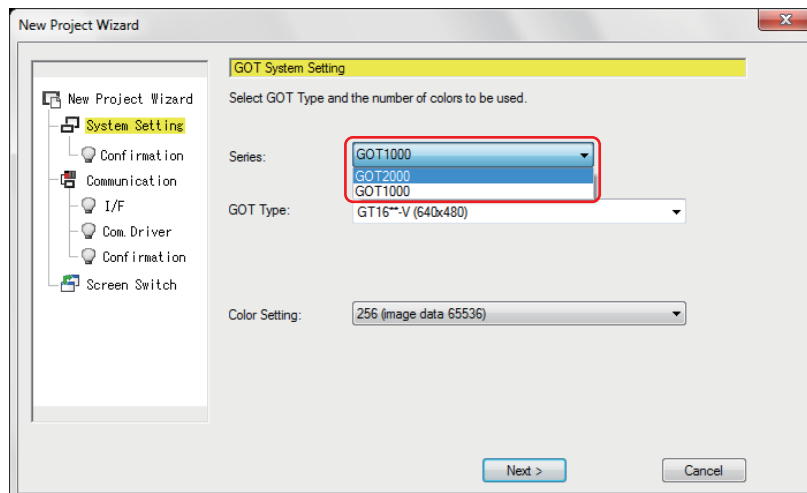 New Project Wizard
GOT System Setting
New Project Wizard
Select GOT Type and the number of colors to be used.
System Setting
Confirmation
Series:
GOT1000
GOT2000
GOT1000
Communication
I/F
GOT Type:
GT16**-V (640x480)
Com. Driver
Confirmation
Screen Switch
Color Setting:
256 (image data 65536)
Next >
Cancel